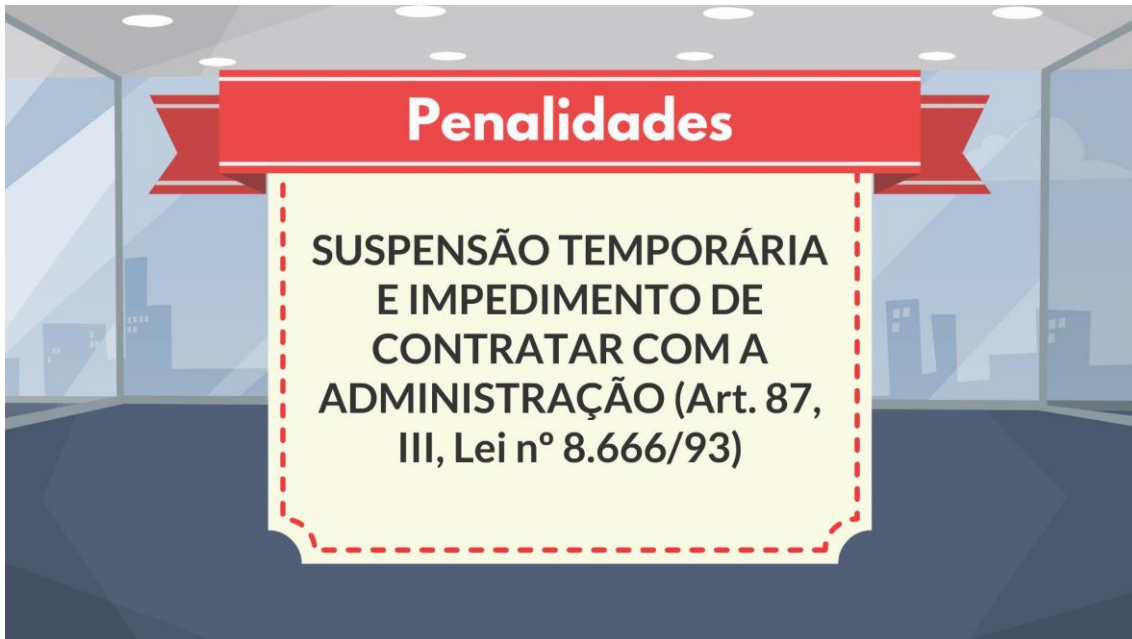 Penalidades
SUSPENSÃO TEMPORÁRIA
E IMPEDIMENTO DE
CONTRATAR COM A
ADMINISTRAÇÃO (Art. 87,
III, Lei nº 8.666/93)